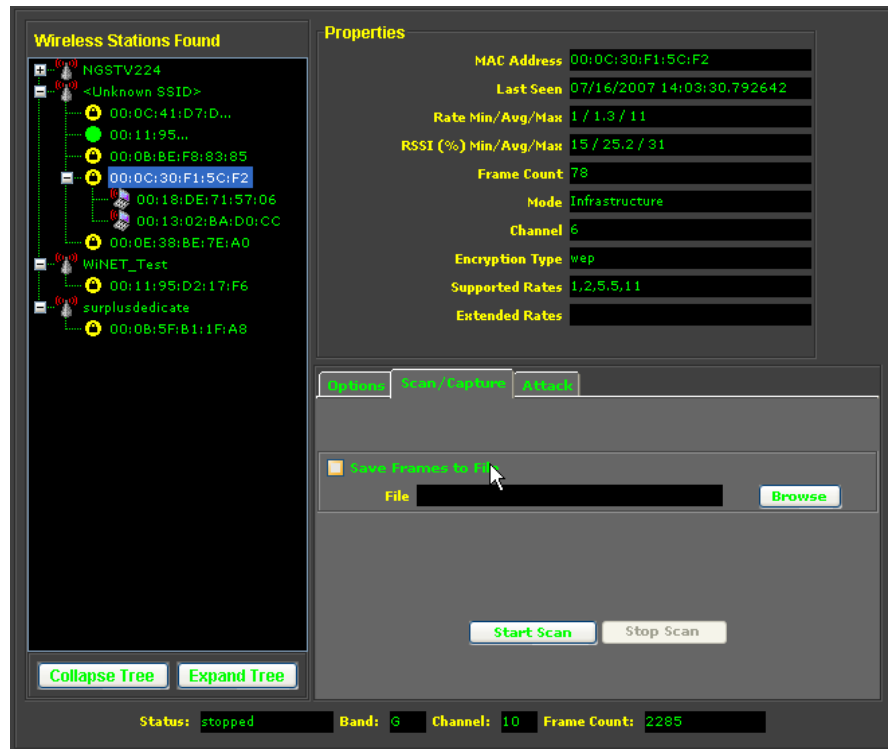 Wireless Stations Found
NGSTV224
<Unknown SSID>
00:0C:41:D7:D...
00:11:95...
00:0B:BE:F8:83:85
00:0C:30:F1:5C:F2
00:18:DE:71:57:06
00:13:02:BA:D0:CC
00:0E:38:BE:7E:A0
WiNET_Test
00:11:95:D2:17:F6
surplusdedicate
00:0B:5F:B1:1F:A8
Collapse Tree Expand Tree
Properties
MAC Address 00:0C:30:F1:5C:F2
Last Seen 07/16/2007 14:03:30.792642
Rate Min/Avg/Max 1 / 1.3 / 11
RSSI (%) Min/Avg/Max 15 / 25.2 / 31
Frame Count 78
Mode Infrastructure
Channel 6
Encryption Type wep
Supported Rates 1,2,5.5,11
Extended Rates
Options Scan/Capture Attack
Save Frames to File
File Browse
Start Scan Stop Scan
Status: stopped Band: G Channel: 10 Frame Count: 2285